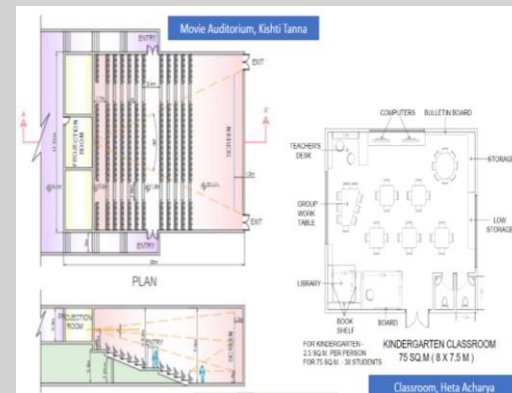 Movie Auditorium, Kishti Tanna
ENTRY
EXIT
PROJECTION ROOM
SCREEN
A
A'
EXIT
ENTRY
PLAN
PROJECTION
ROOM
ENTRY
SCREEN
COMPUTERS
BULLETIN BOARD
TEACHER'S
DESK
STORAGE
GROUP
WORK
TABLE
LOW
STORAGE
LIBRARY
BOOK
SHELF
BOARD
FOR KINDERGARTEN -
2.5 SQ.M. PER PERSON
FOR 75 SQ.M. - 30 STUDENTS
KINDERGARTEN CLASSROOM
75 SQ.M ( 8 X 7.5 M )
Classroom, Heta Acharya